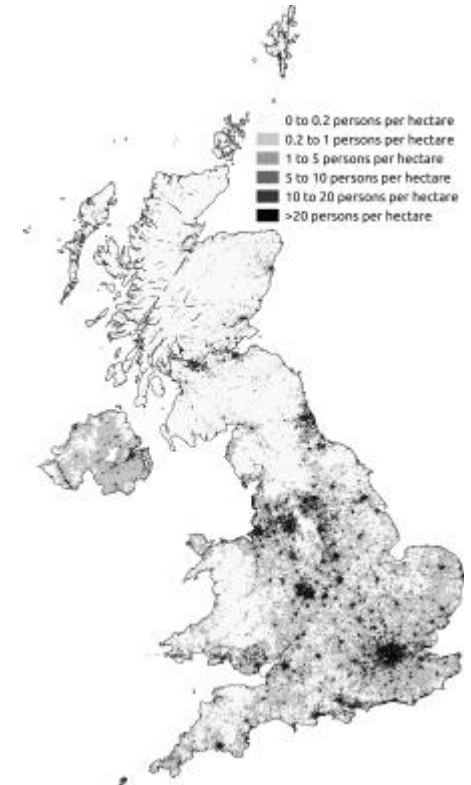 0 to 0.2 persons per hectare
0.2 to 1 persons per hectare
1 to 5 persons per hectare
5 to 10 persons per hectare
10 to 20 persons per hectare
>20 persons per hectare